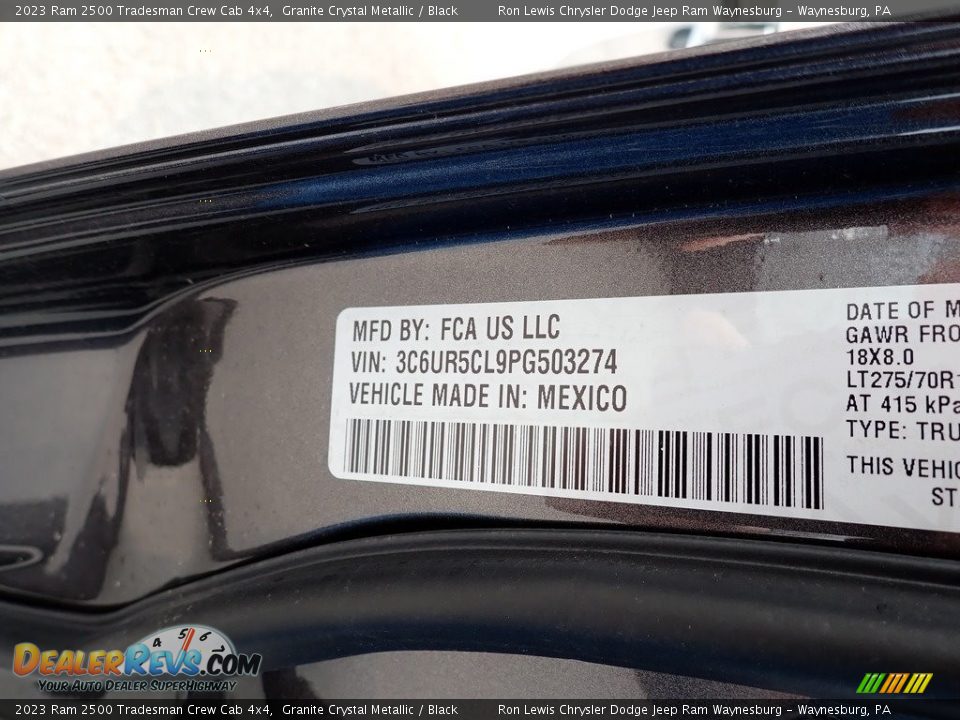 2023 Ram 2500 Tradesman Crew Cab 4x4, Granite Crystal Metallic / Black Ron Lewis Chrysler Dodge Jeep Ram Waynesburg - Waynesburg, PA
MFD BY: FCA US LLC
VIN: 3C6UR5CL9PG503274
VEHICLE MADE IN: MEXICO
DATE OF M
GAWR FRO
18X8.0
LT275/70R1
AT 415 kPa
TYPE: TRU
THIS VEHIC
ST
4 5 6
DealerRevs.com
Your Auto Dealer SuperHighway
2023 Ram 2500 Tradesman Crew Cab 4x4, Granite Crystal Metallic / Black Ron Lewis Chrysler Dodge Jeep Ram Waynesburg - Waynesburg, PA